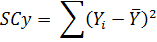 SCy = ∑(Yᵢ − Ȳ)²